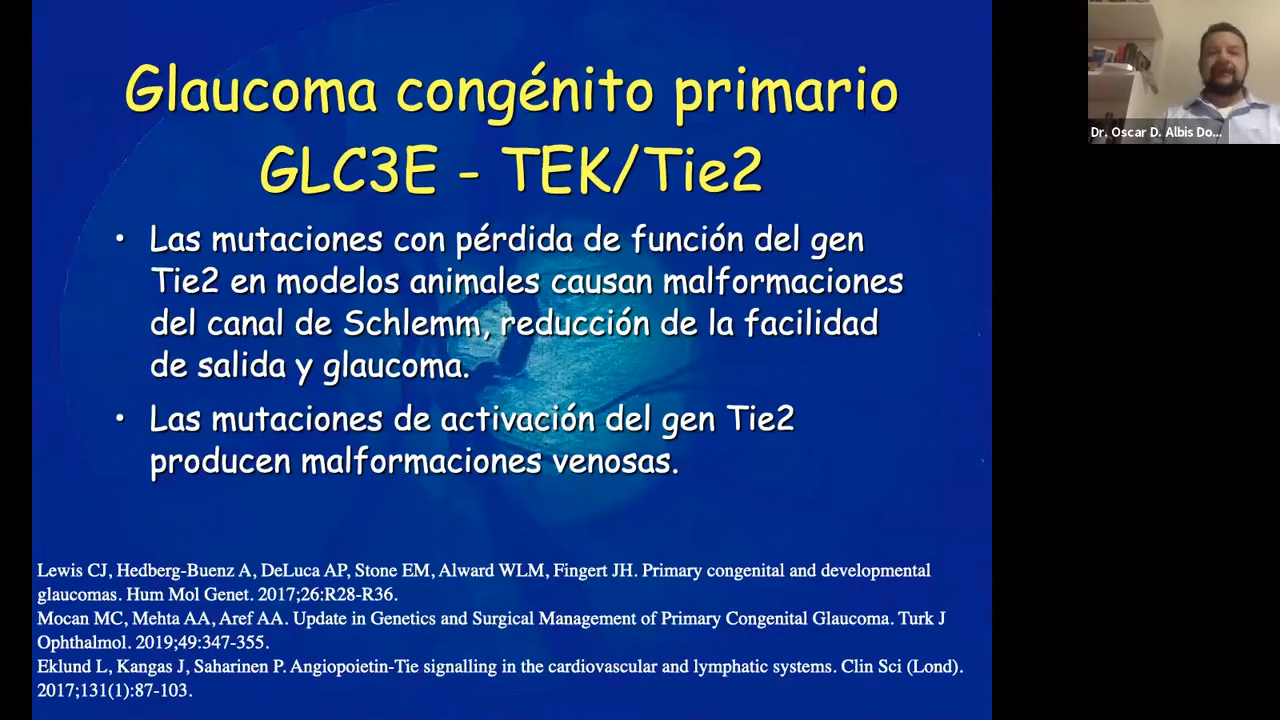 Glaucoma congénito primario
GLC3E - TEK/Tie2
• Las mutaciones con pérdida de función del gen
Tie2 en modelos animales causan malformaciones
del canal de Schlemm, reducción de la facilidad
de salida y glaucoma.
• Las mutaciones de activación del gen Tie2
producen malformaciones venosas.
Lewis CJ, Hedberg-Buenz A, DeLuca AP, Stone EM, Alward WLM, Fingert JH. Primary congenital and developmental
glaucomas. Hum Mol Genet. 2017;26:R28-R36.
Mocan MC, Mehta AA, Aref AA. Update in Genetics and Surgical Management of Primary Congenital Glaucoma. Turk J
Ophthalmol. 2019;49:347-355.
Eklund L, Kangas J, Saharinen P. Angiopoietin-Tie signalling in the cardiovascular and lymphatic systems. Clin Sci (Lond).
2017;131(1):87-103.
Dr. Oscar D. Albis Do...